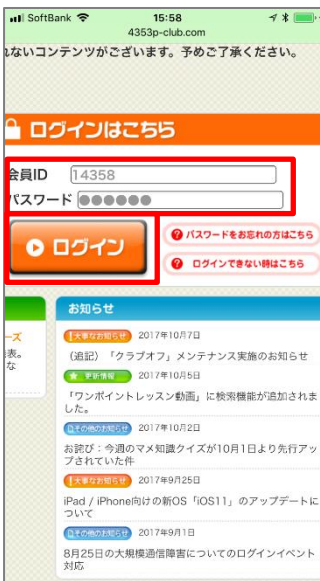 SoftBank 15:58
4353p-club.com
れないコンテンツがございます。予めご了承ください。
ログインはこちら
会員ID 14358
パスワード ●●●●●●
ログイン
パスワードをお忘れの方はこちら
ログインできない時はこちら
お知らせ
ーズ
表。
な
大事なお知らせ 2017年10月7日
（追記）「クラブオフ」メンテナンス実施のお知らせ
更新情報 2017年10月5日
「ワンポイントレッスン動画」に検索機能が追加されま
した。
その他のお知らせ 2017年10月2日
お詫び：今週のマメ知識クイズが10月1日より先行アッ
プされていた件
大事なお知らせ 2017年9月25日
iPad / iPhone向けの新OS「iOS11」のアップデートに
ついて
その他のお知らせ 2017年9月1日
8月25日の大規模通信障害についてのログインイベント
対応